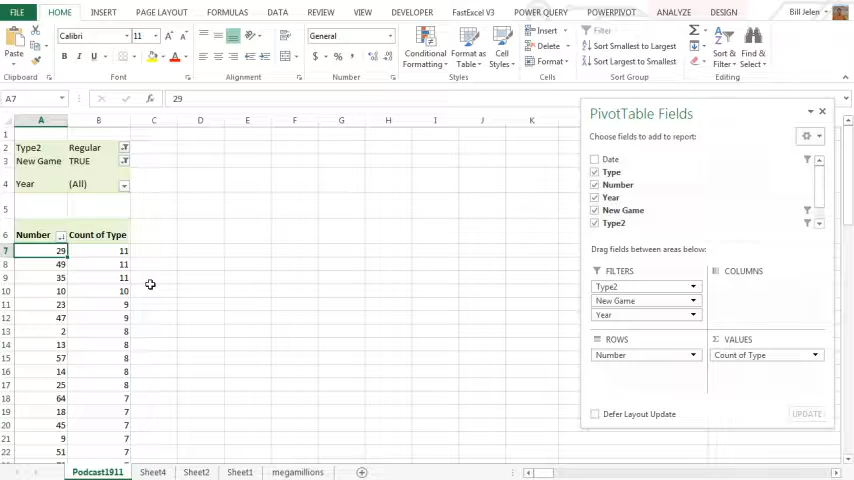 FILE HOME INSERT PAGE LAYOUT FORMULAS DATA REVIEW VIEW DEVELOPER FastExcel V3 POWER QUERY POWERPIVOT ANALYZE DESIGN Bill Jelen
Calibri 11 General Insert Filter
Paste B I U $ % Conditional Formatting Format as Table Cell Styles Delete Sort Smallest to Largest Sort & Filter Find & Select
Format Sort Largest to Smallest
Clipboard Font Alignment Number Styles Cells Sort Group Editing
A7 fx 29
A B C D E F G H I J K
1
2 Type2 Regular
3 New Game TRUE
4 Year (All)
5
6 Number Count of Type
7 29 11
8 49 11
9 35 11
10 10 10
11 23 9
12 47 9
13 2 8
14 13 8
15 57 8
16 14 8
17 25 8
18 64 7
19 18 7
20 45 7
21 9 7
22 51 7
PivotTable Fields
Choose fields to add to report:
Date
Type
Number
Year
New Game
Type2
Drag fields between areas below:
FILTERS COLUMNS
Type2
New Game
Year
ROWS Σ VALUES
Number Count of Type
Defer Layout Update UPDATE
Podcast1911 Sheet4 Sheet2 Sheet1 megamillions